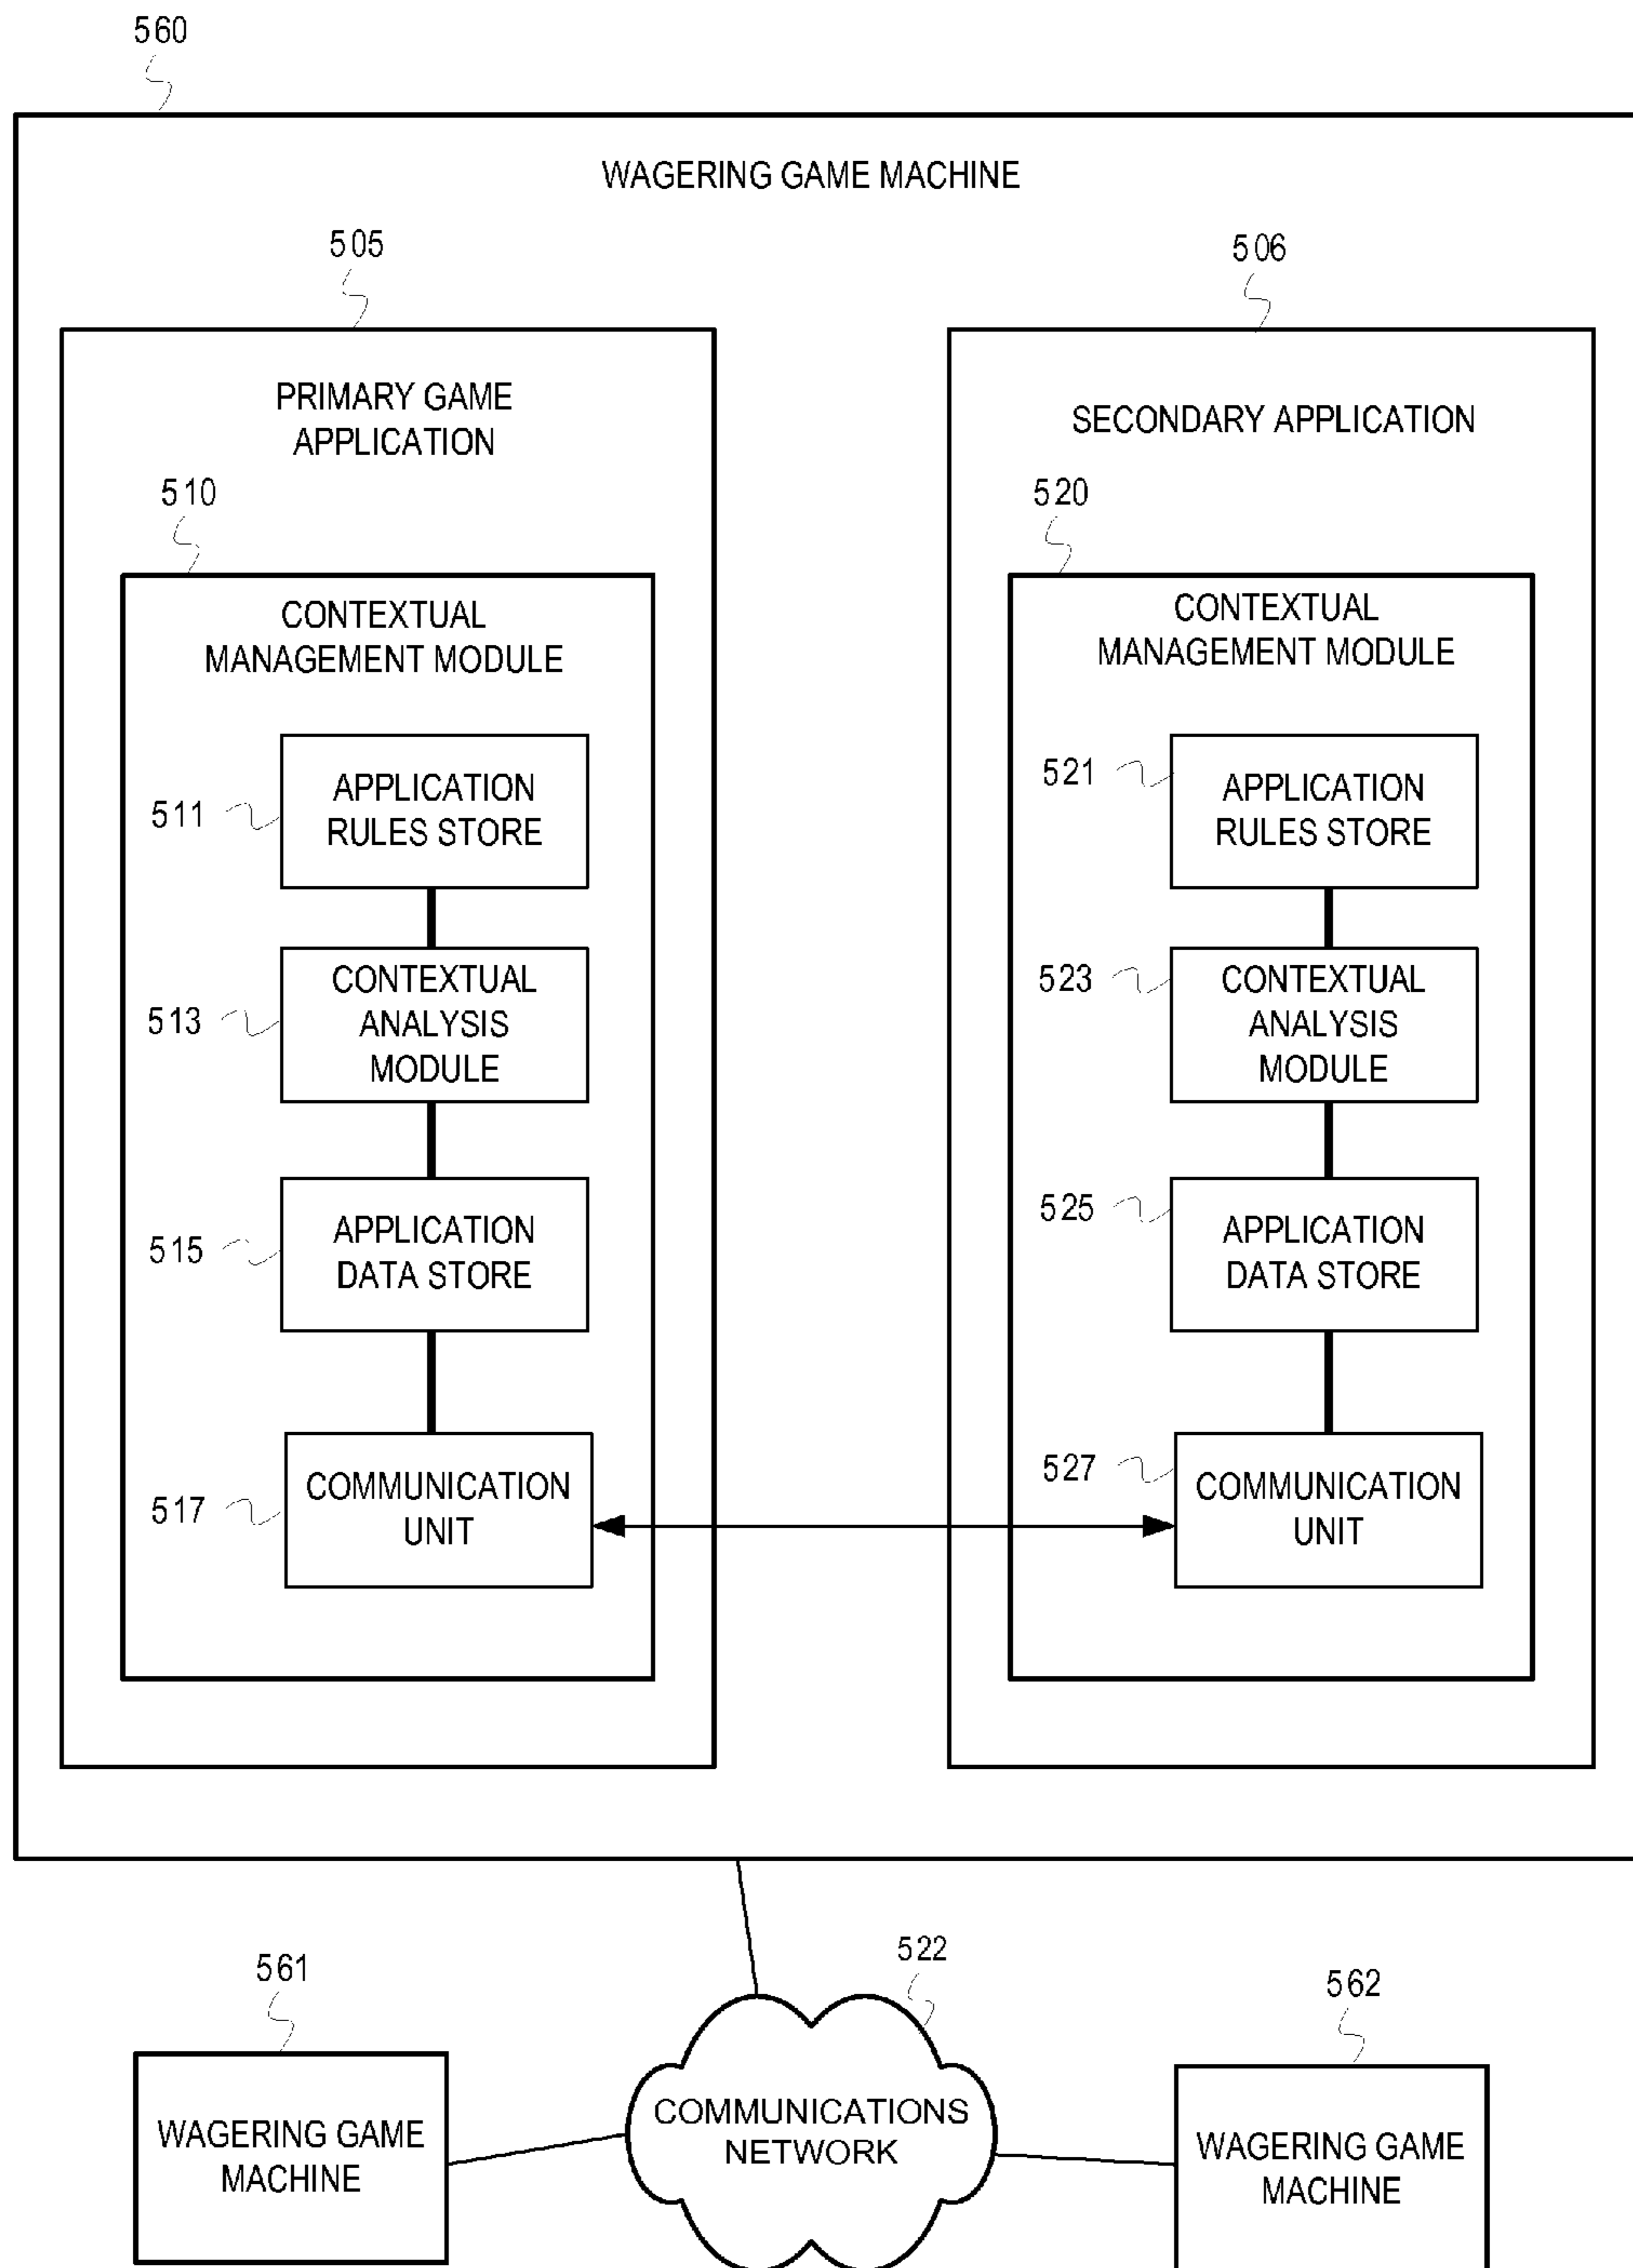 560
WAGERING GAME MACHINE
505
506
PRIMARY GAME
APPLICATION
SECONDARY APPLICATION
510
520
CONTEXTUAL
MANAGEMENT MODULE
CONTEXTUAL
MANAGEMENT MODULE
511
APPLICATION
RULES STORE
521
APPLICATION
RULES STORE
513
CONTEXTUAL
ANALYSIS
MODULE
523
CONTEXTUAL
ANALYSIS
MODULE
515
APPLICATION
DATA STORE
525
APPLICATION
DATA STORE
517
COMMUNICATION
UNIT
527
COMMUNICATION
UNIT
561
522
562
WAGERING GAME
MACHINE
COMMUNICATIONS
NETWORK
WAGERING GAME
MACHINE